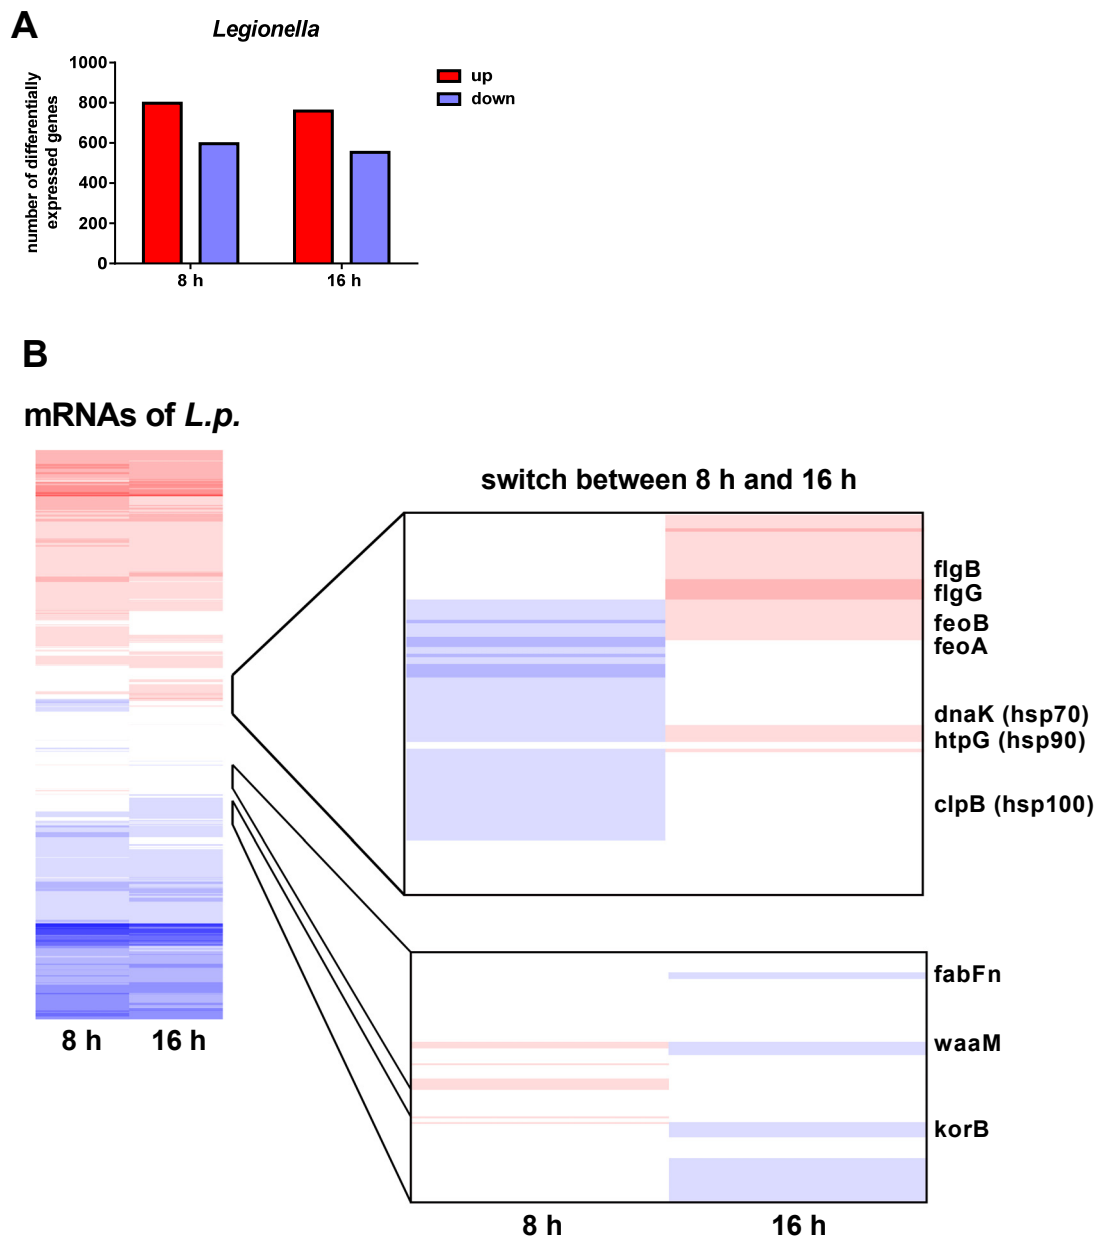 A
Legionella
number of differentially
expressed genes
1000
800
600
400
200
0
8 h
16 h
up
down
B
mRNAs of L.p.
8 h
16 h
switch between 8 h and 16 h
flgB
flgG
feoB
feoA
dnaK (hsp70)
htpG (hsp90)
clpB (hsp100)
fabFn
waaM
korB
8 h
16 h